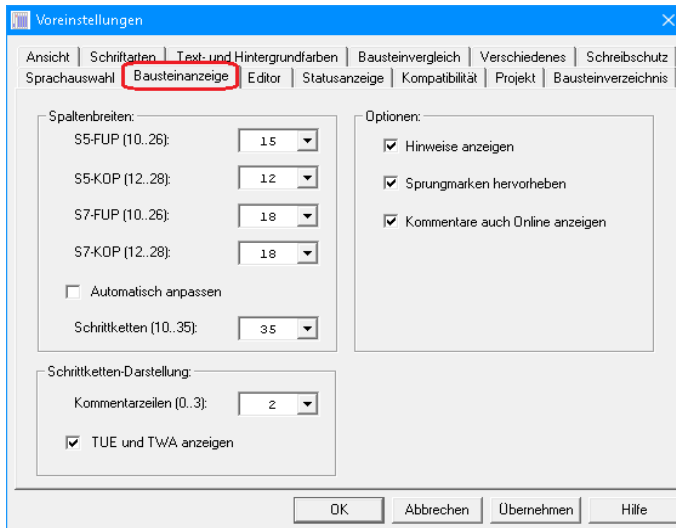 Voreinstellungen
Ansicht Schriftarten Text- und Hintergrundfarben Bausteinvergleich Verschiedenes Schreibschutz
Sprachauswahl Bausteinanzeige Editor Statusanzeige Kompatibilität Projekt Bausteinverzeichnis
Spaltenbreiten:
S5-FUP (10..26): 15
S5-KOP (12..28): 12
S7-FUP (10..26): 18
S7-KOP (12..28): 18
Automatisch anpassen
Schrittketten (10..35): 35
Optionen:
Hinweise anzeigen
Sprungmarken hervorheben
Kommentare auch Online anzeigen
Schrittketten-Darstellung:
Kommentarzeilen (0..3): 2
TUE und TWA anzeigen
OK Abbrechen Übernehmen Hilfe